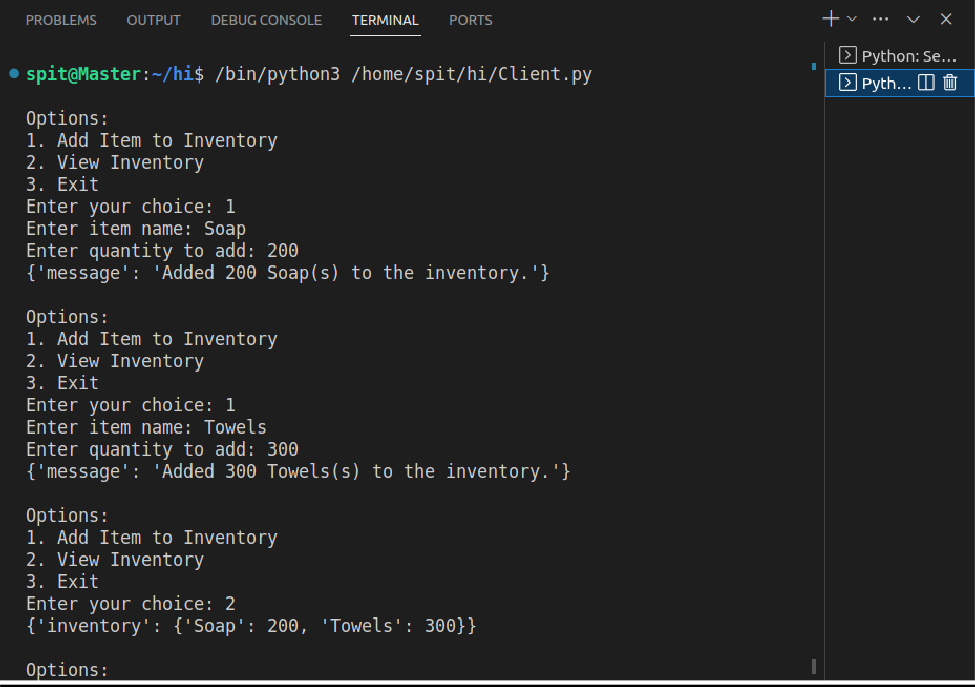 PROBLEMS OUTPUT DEBUG CONSOLE TERMINAL PORTS
Python: Se...
Pyth...
spit@Master:~/hi$ /bin/python3 /home/spit/hi/Client.py
Options:
1. Add Item to Inventory
2. View Inventory
3. Exit
Enter your choice: 1
Enter item name: Soap
Enter quantity to add: 200
{'message': 'Added 200 Soap(s) to the inventory.'}
Options:
1. Add Item to Inventory
2. View Inventory
3. Exit
Enter your choice: 1
Enter item name: Towels
Enter quantity to add: 300
{'message': 'Added 300 Towels(s) to the inventory.'}
Options:
1. Add Item to Inventory
2. View Inventory
3. Exit
Enter your choice: 2
{'inventory': {'Soap': 200, 'Towels': 300}}
Options: